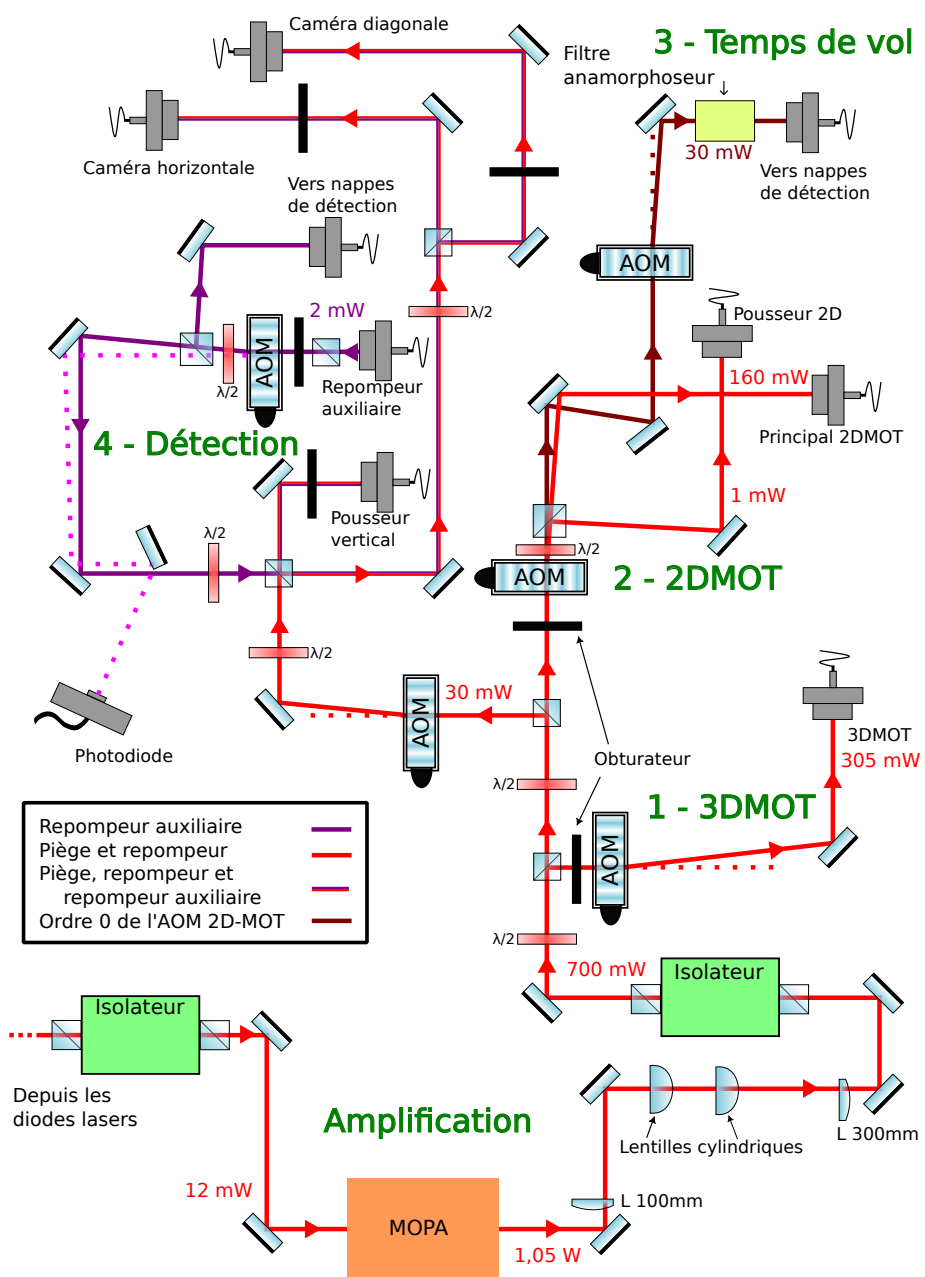 Caméra diagonale
3 - Temps de vol
Filtre
anamorphoseur
30 mW
Caméra horizontale
Vers nappes
de détection
Vers nappes
de détection
AOM
λ/2
2 mW
AOM
λ/2
Repompeur
auxiliaire
Pousseur 2D
160 mW
Principal 2DMOT
4 - Détection
1 mW
Pousseur
vertical
λ/2
λ/2
AOM
2 - 2DMOT
λ/2
30 mW
AOM
Photodiode
Obturateur
3DMOT
305 mW
λ/2
1 - 3DMOT
AOM
Repompeur auxiliaire
Piège et repompeur
Piège, repompeur et
repompeur auxiliaire
Ordre 0 de l'AOM 2D-MOT
λ/2
700 mW
Isolateur
Isolateur
Depuis les
diodes lasers
Amplification
Lentilles cylindriques
L 300mm
12 mW
L 100mm
MOPA
1,05 W